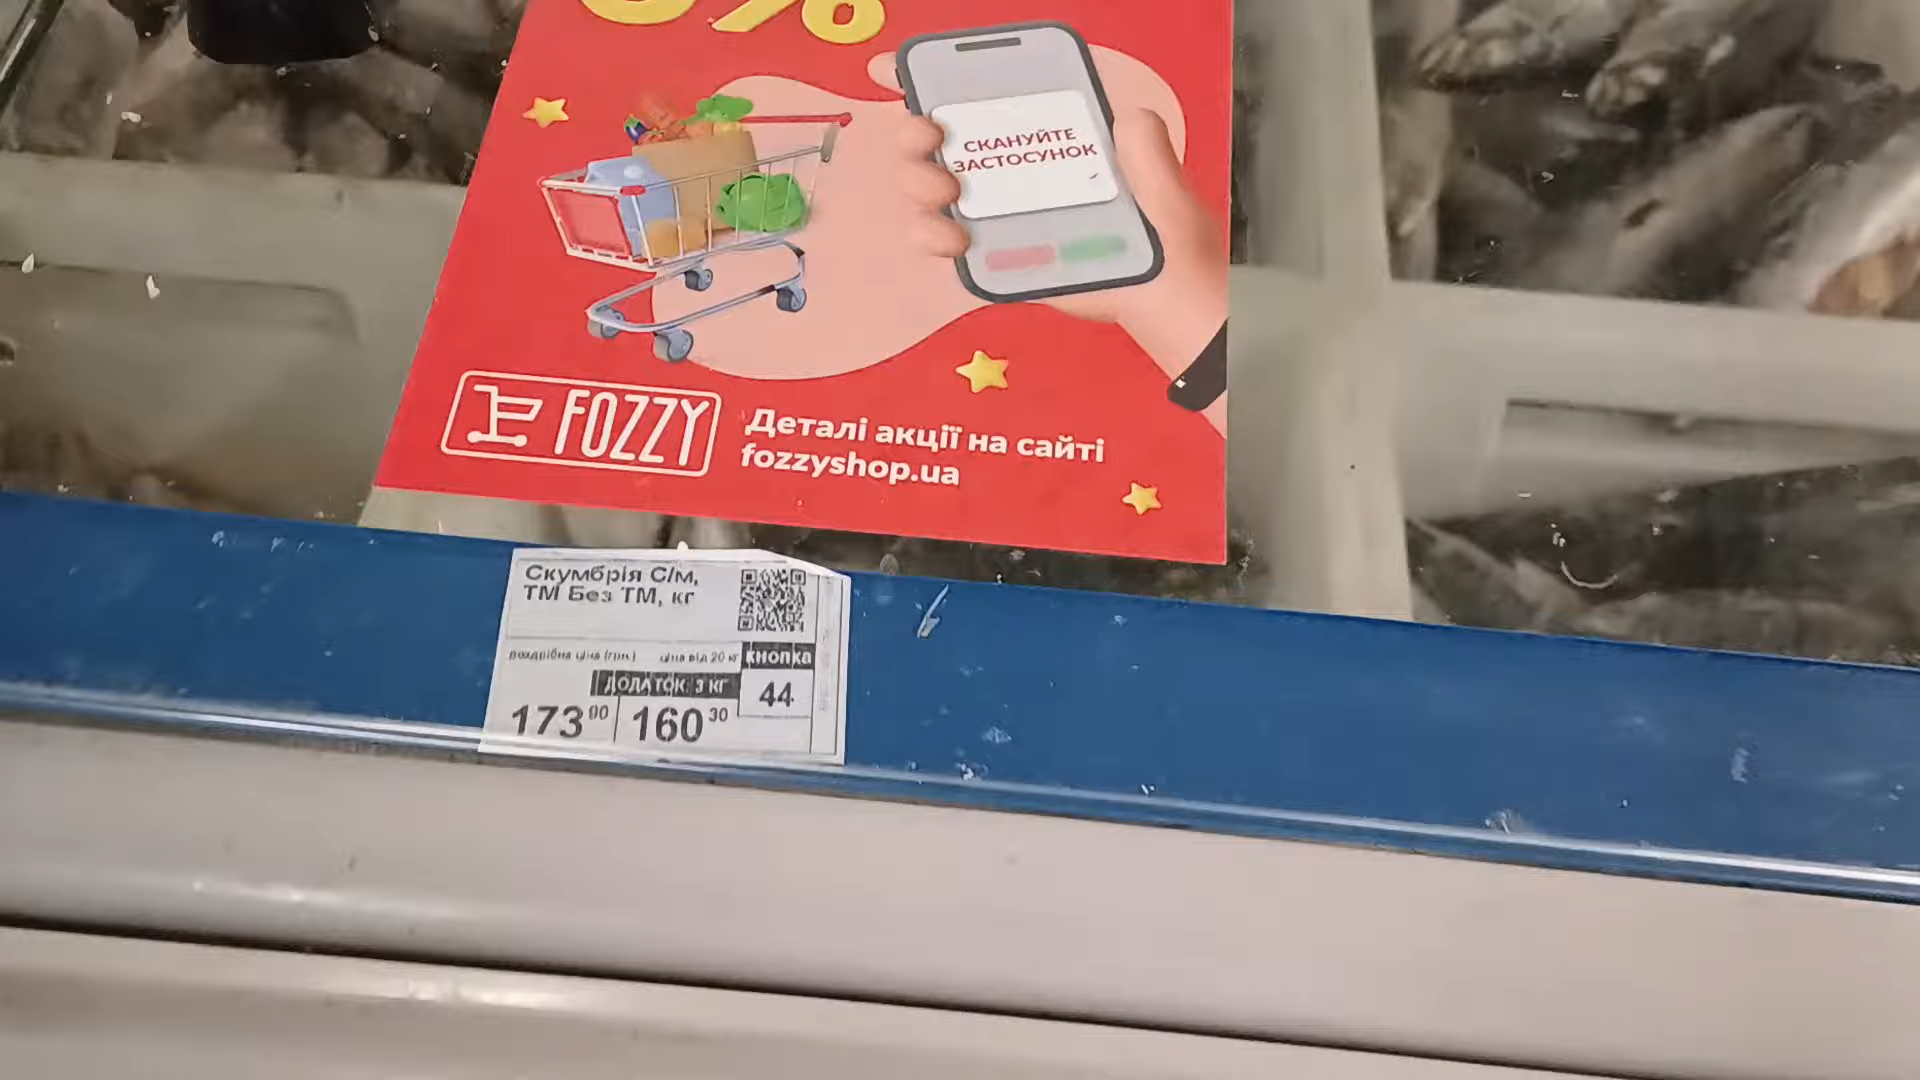 %
СКАНУЙТЕ
ЗАСТОСУНОК
FOZZY
Деталі акції на сайті
fozzyshop.ua
Скумбрія С/м,
ТМ Без ТМ, кг
роздрібна ціна (грн.) ціна від 20 кг КНОПКА
ДОДАТОК: 3 КГ
44
173 90 160 30